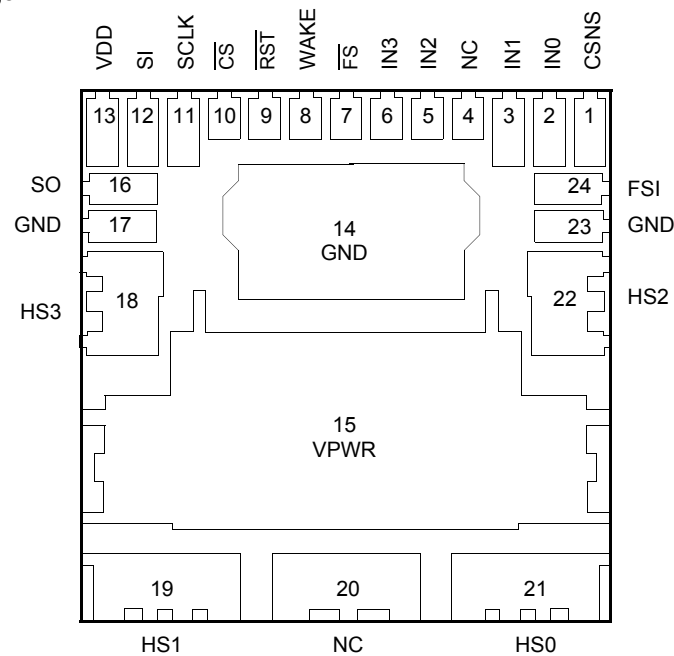 VDD SI SCLK CS RST WAKE FS IN3 IN2 NC IN1 IN0 CSNS
13 12 11 10 9 8 7 6 5 4 3 2 1
SO 16 24 FSI
GND 17 14 23 GND
GND
HS3 18 22 HS2
15
VPWR
19 20 21
HS1 NC HS0